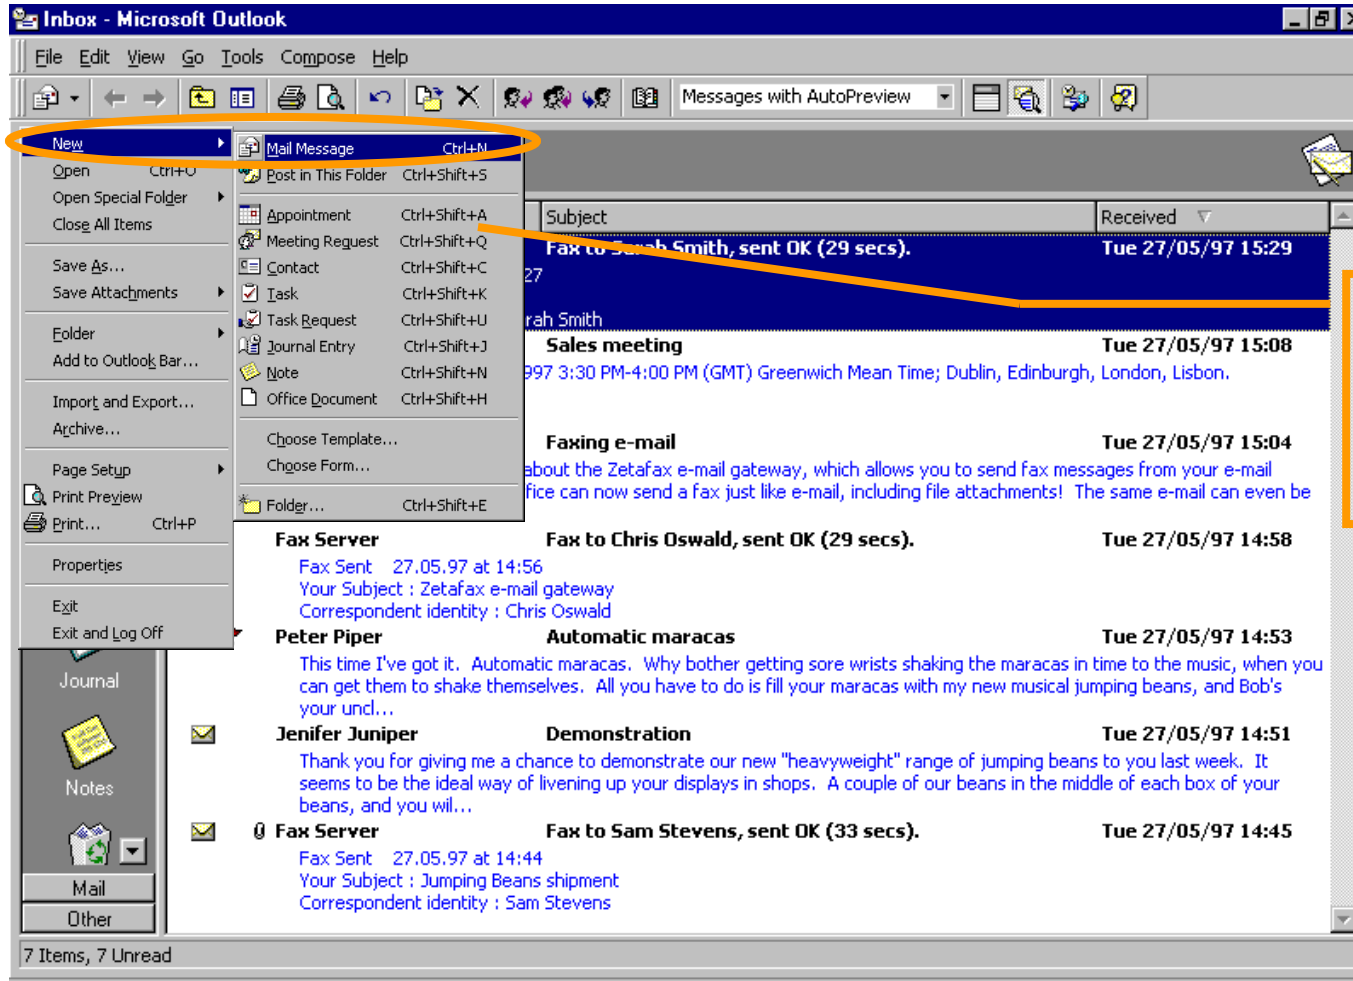 Inbox - Microsoft Outlook
File Edit View Go Tools Compose Help
Messages with AutoPreview
New
Open Ctrl+O
Open Special Folder
Close All Items
Save As...
Save Attachments
Folder
Add to Outlook Bar...
Import and Export...
Archive...
Page Setup
Print Preview
Print... Ctrl+P
Properties
Exit
Exit and Log Off
Mail Message Ctrl+N
Post in This Folder Ctrl+Shift+S
Appointment Ctrl+Shift+A
Meeting Request Ctrl+Shift+Q
Contact Ctrl+Shift+C
Task Ctrl+Shift+K
Task Request Ctrl+Shift+U
Journal Entry Ctrl+Shift+J
Note Ctrl+Shift+N
Office Document Ctrl+Shift+H
Choose Template...
Choose Form...
Folder... Ctrl+Shift+E
Subject Received
Fax to Sarah Smith, sent OK (29 secs). Tue 27/05/97 15:29
27
rah Smith
Sales meeting Tue 27/05/97 15:08
997 3:30 PM-4:00 PM (GMT) Greenwich Mean Time; Dublin, Edinburgh, London, Lisbon.
Faxing e-mail Tue 27/05/97 15:04
about the Zetafax e-mail gateway, which allows you to send fax messages from your e-mail
fice can now send a fax just like e-mail, including file attachments! The same e-mail can even be
Fax Server Fax to Chris Oswald, sent OK (29 secs). Tue 27/05/97 14:58
Fax Sent 27.05.97 at 14:56
Your Subject : Zetafax e-mail gateway
Correspondent identity : Chris Oswald
Peter Piper Automatic maracas Tue 27/05/97 14:53
This time I've got it. Automatic maracas. Why bother getting sore wrists shaking the maracas in time to the music, when you
can get them to shake themselves. All you have to do is fill your maracas with my new musical jumping beans, and Bob's
your uncl...
Jenifer Juniper Demonstration Tue 27/05/97 14:51
Thank you for giving me a chance to demonstrate our new "heavyweight" range of jumping beans to you last week. It
seems to be the ideal way of livening up your displays in shops. A couple of our beans in the middle of each box of your
beans, and you wil...
Fax Server Fax to Sam Stevens, sent OK (33 secs). Tue 27/05/97 14:45
Fax Sent 27.05.97 at 14:44
Your Subject : Jumping Beans shipment
Correspondent identity : Sam Stevens
Journal
Notes
Mail
Other
7 Items, 7 Unread